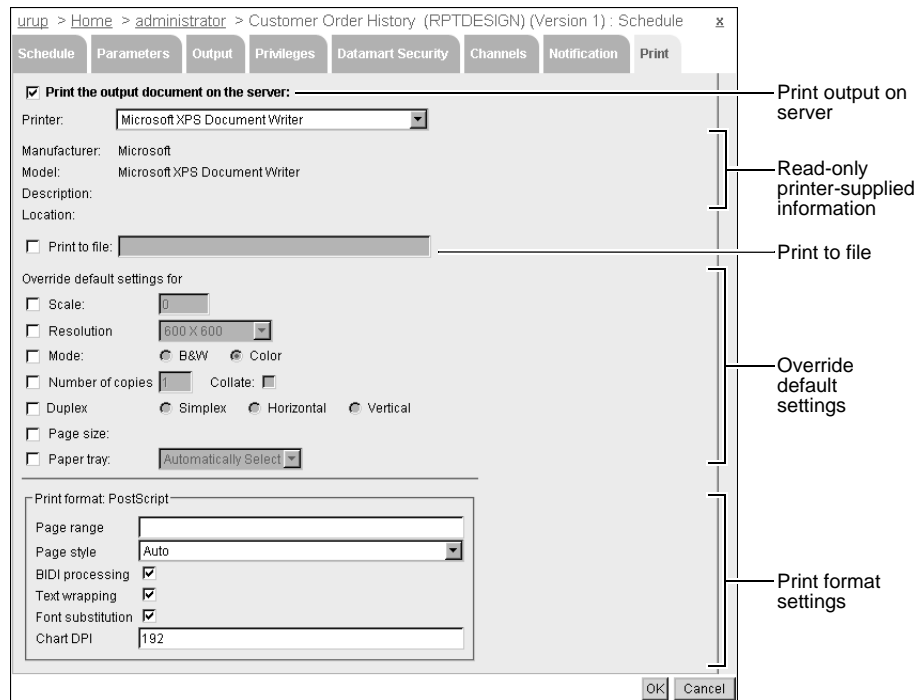 urup > Home > administrator > Customer Order History (RPTDESIGN) (Version 1) : Schedule x
Schedule Parameters Output Privileges Datamart Security Channels Notification Print
Print the output document on the server:
Print output on
server
Printer: Microsoft XPS Document Writer
Manufacturer: Microsoft
Model: Microsoft XPS Document Writer
Description:
Location:
Read-only
printer-supplied
information
Print to file:
Print to file
Override default settings for
Scale: 0
Resolution 600 X 600
Mode: B&W Color
Number of copies 1 Collate:
Duplex Simplex Horizontal Vertical
Page size:
Paper tray: Automatically Select
Override
default
settings
Print format: PostScript
Page range
Page style Auto
BIDI processing
Text wrapping
Font substitution
Chart DPI 192
Print format
settings
OK Cancel